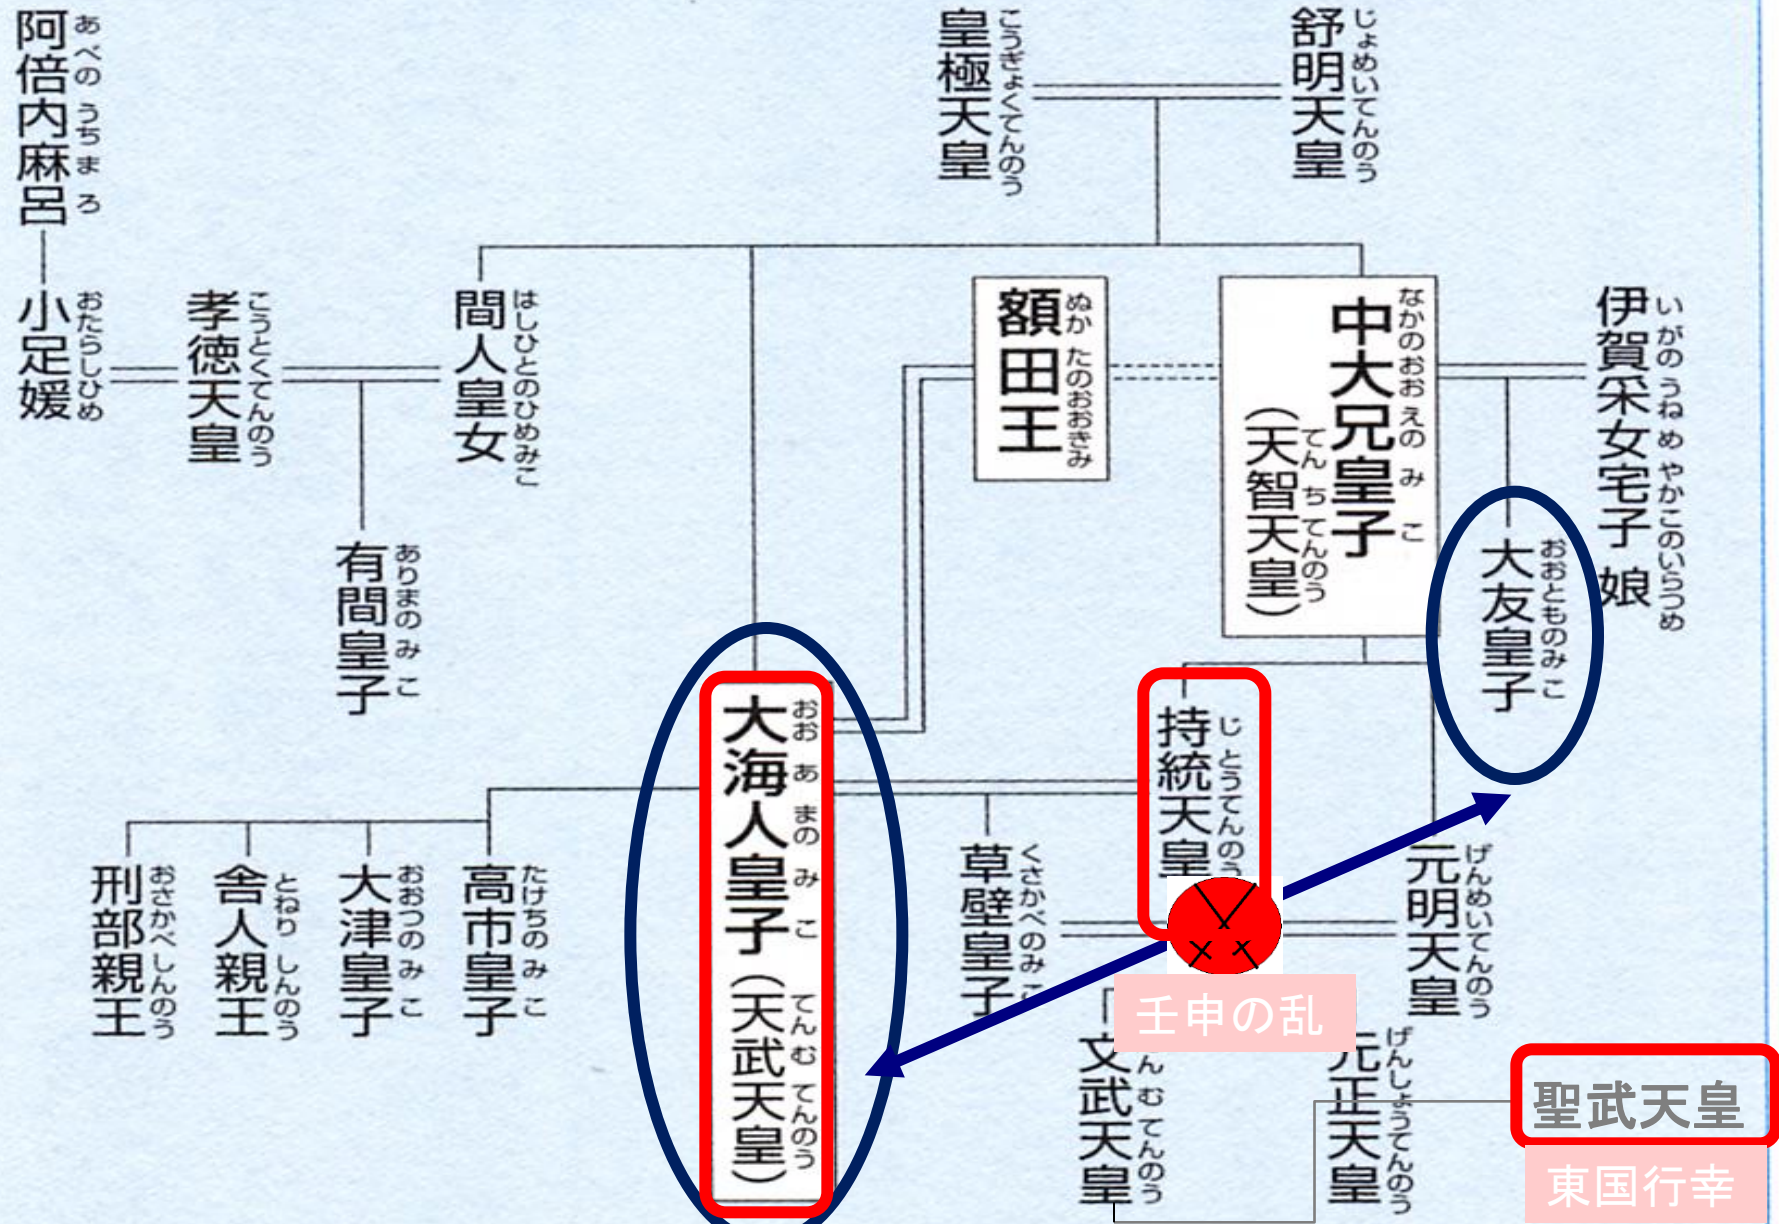 舒明天皇
じょめいてんのう
皇極天皇
こうぎょくてんのう
阿倍内麻呂
あべの うちまろ
伊賀采女宅子 娘
いがの うねめ やかこのいらつめ
中大兄皇子
なかのおおえの みこ
(天智天皇)
てんちてんのう
額田王
ぬかたのおおきみ
間人皇女
はしひとのひめみこ
孝徳天皇
こうとくてんのう
小足媛
おたらしひめ
大友皇子
おおとものみこ
有間皇子
ありまの みこ
持統天皇
じとうてんのう
大海人皇子(天武天皇)
おおあまの みこ てんむ てんのう
元明天皇
げんめいてんのう
草壁皇子
くさかべのみこ
高市皇子
たけちの みこ
大津皇子
おおつの みこ
舎人親王
とねり しんのう
刑部親王
おさかべ しんのう
壬申の乱
元正天皇
げんしょうてんのう
文武天皇
んむ てんのう
聖武天皇
東国行幸